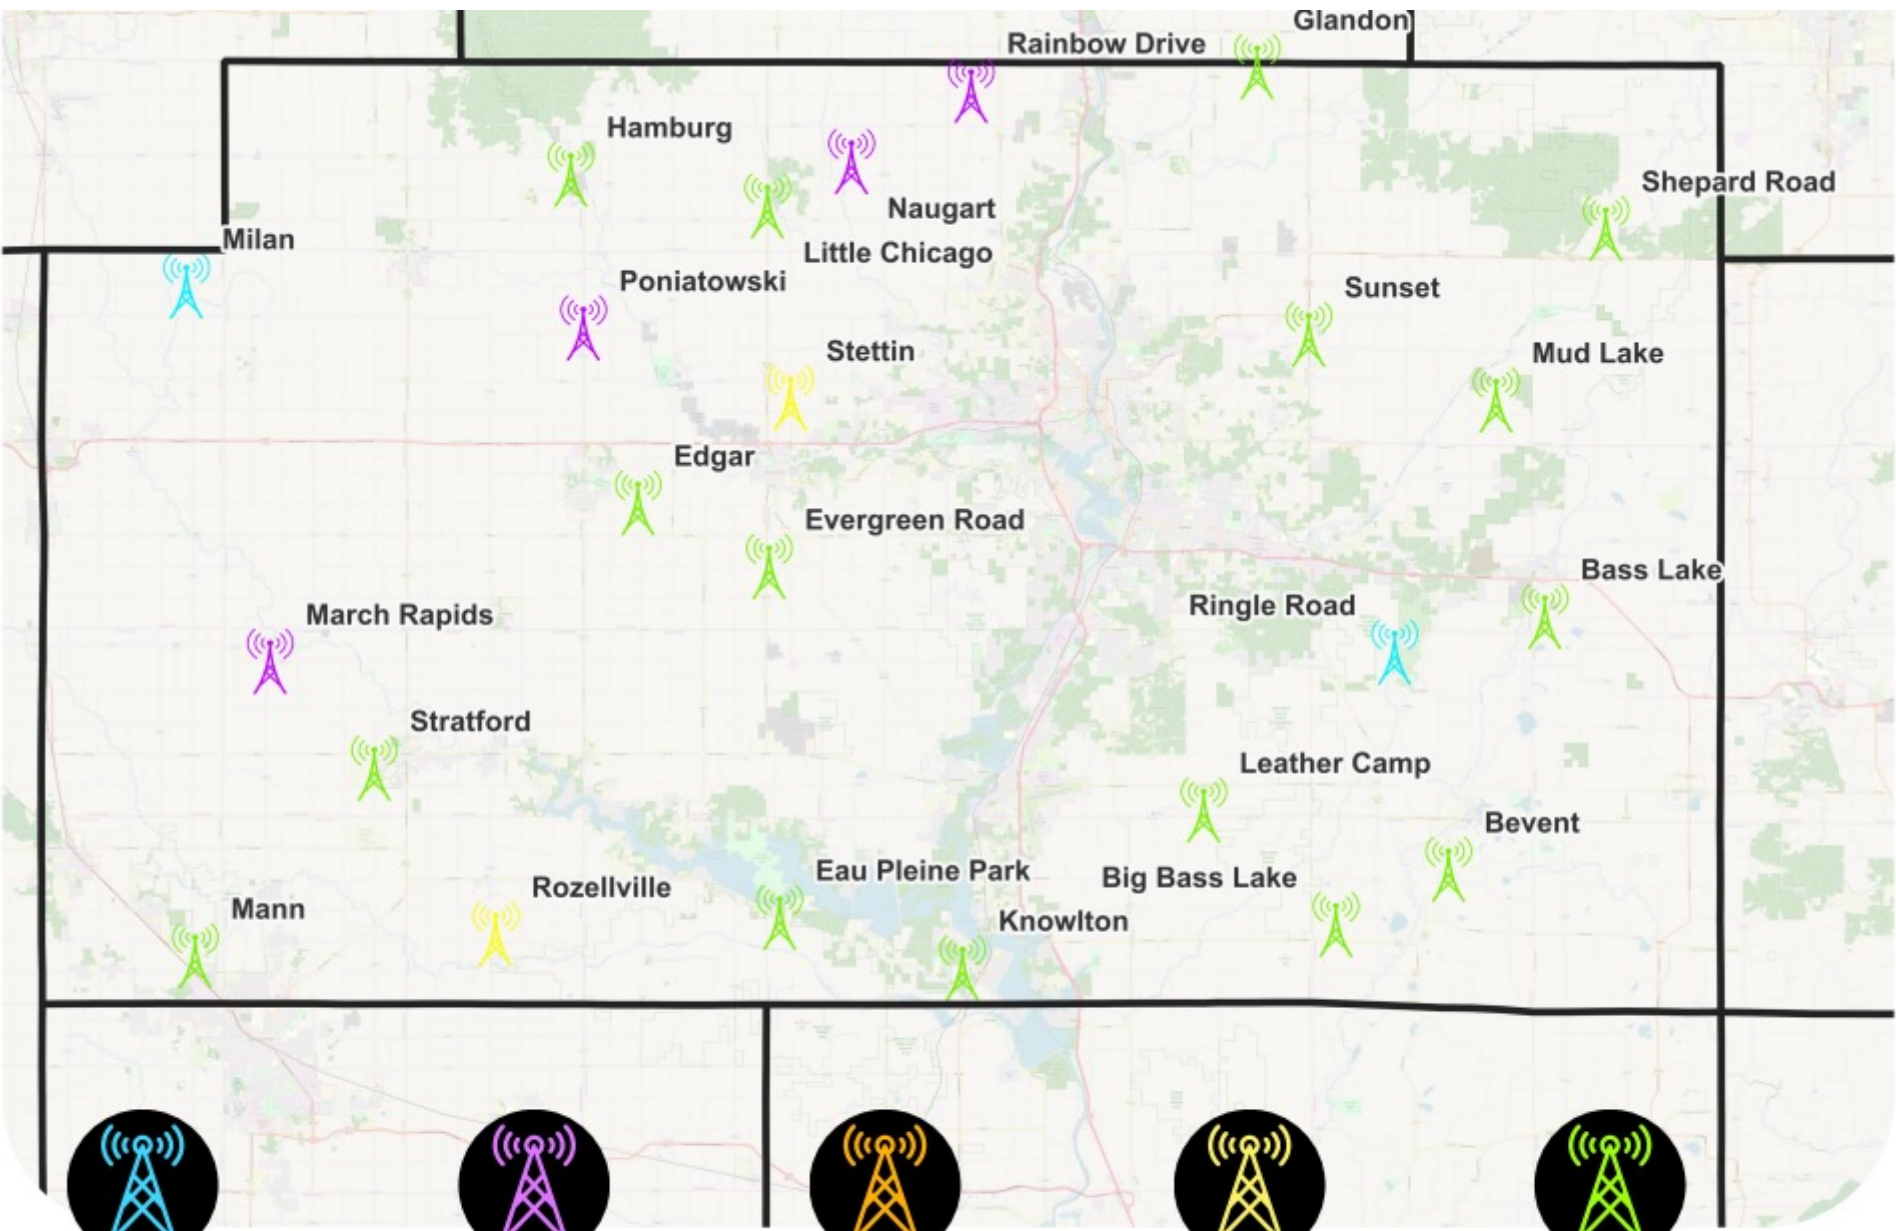 Glandon
Rainbow Drive
Hamburg
Shepard Road
Naugart
Milan
Little Chicago
Poniatowski
Sunset
Stettin
Mud Lake
Edgar
Evergreen Road
Bass Lake
Ringle Road
March Rapids
Stratford
Leather Camp
Bevent
Eau Pleine Park
Big Bass Lake
Rozellville
Mann
Knowlton